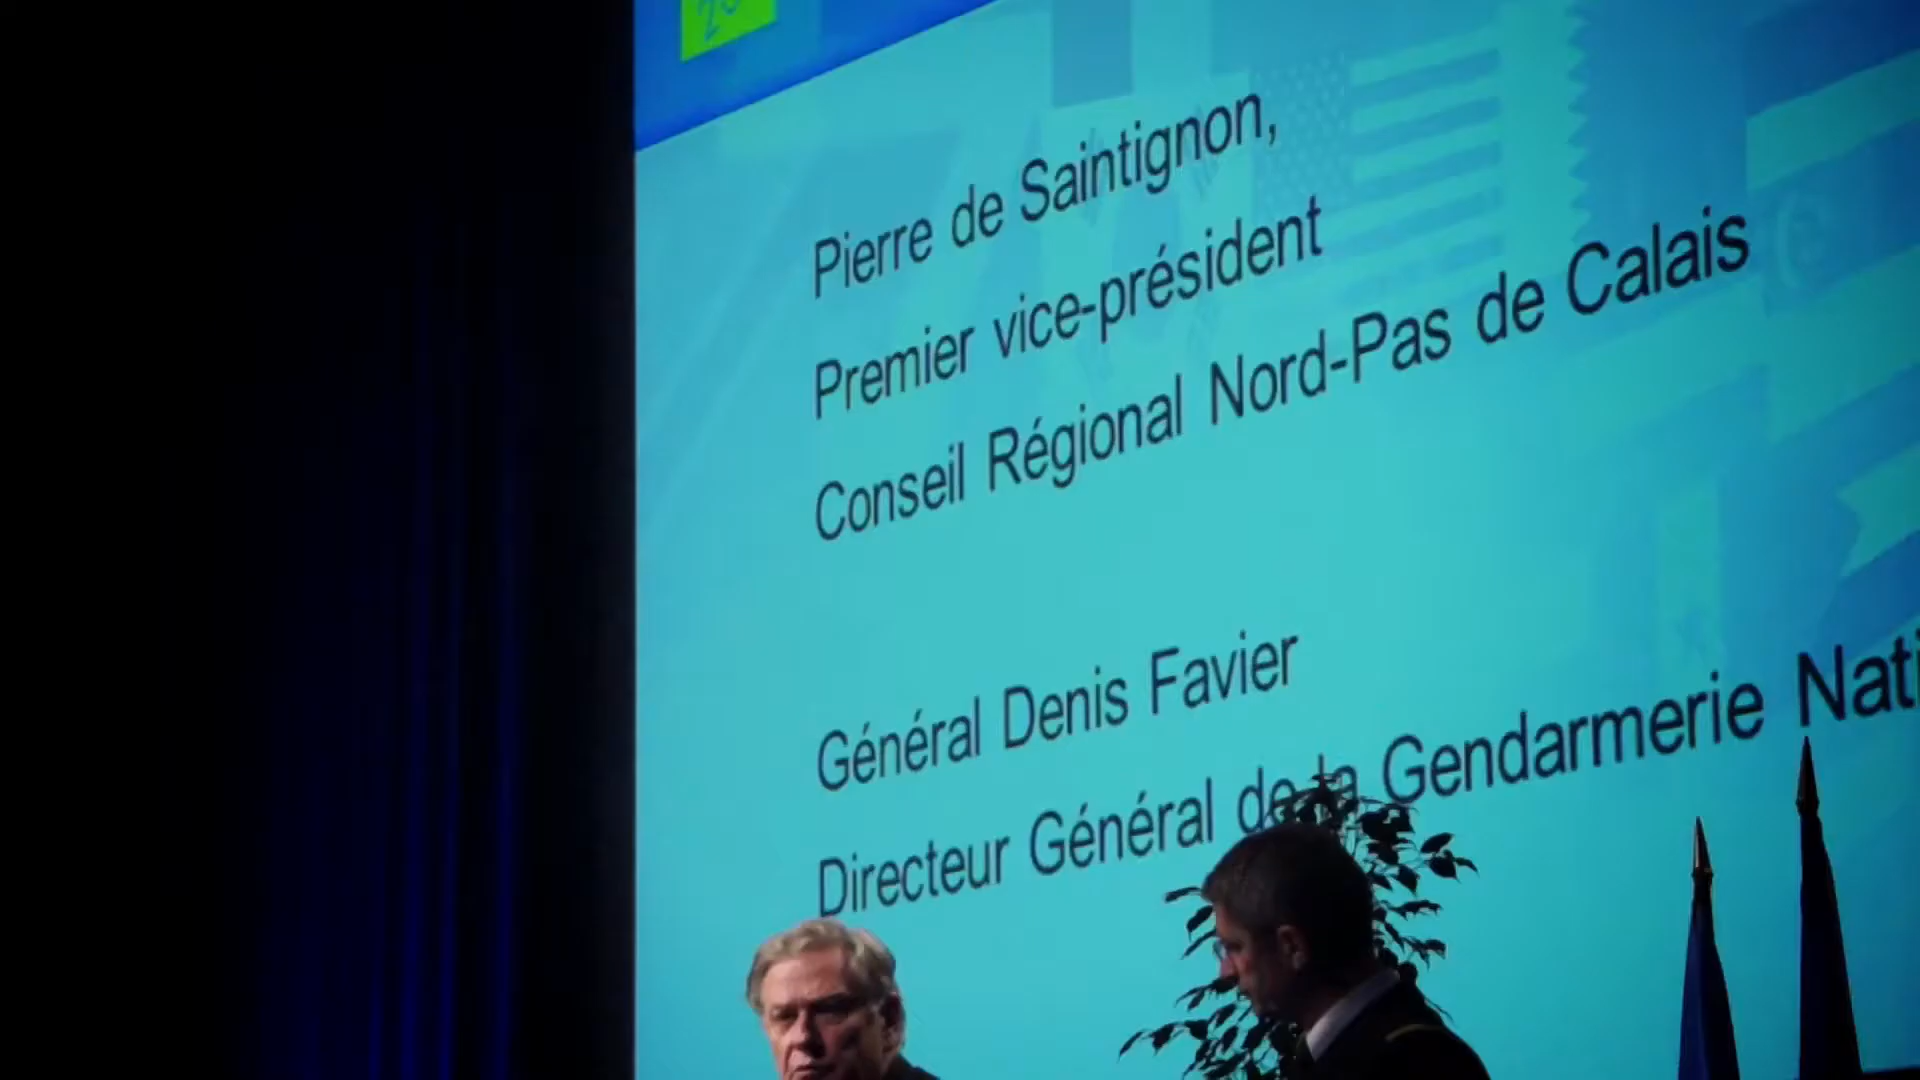 Pierre de Saintignon,
Premier vice-président
Conseil Régional Nord-Pas de Calais
Général Denis Favier
Directeur Général de la Gendarmerie Nati